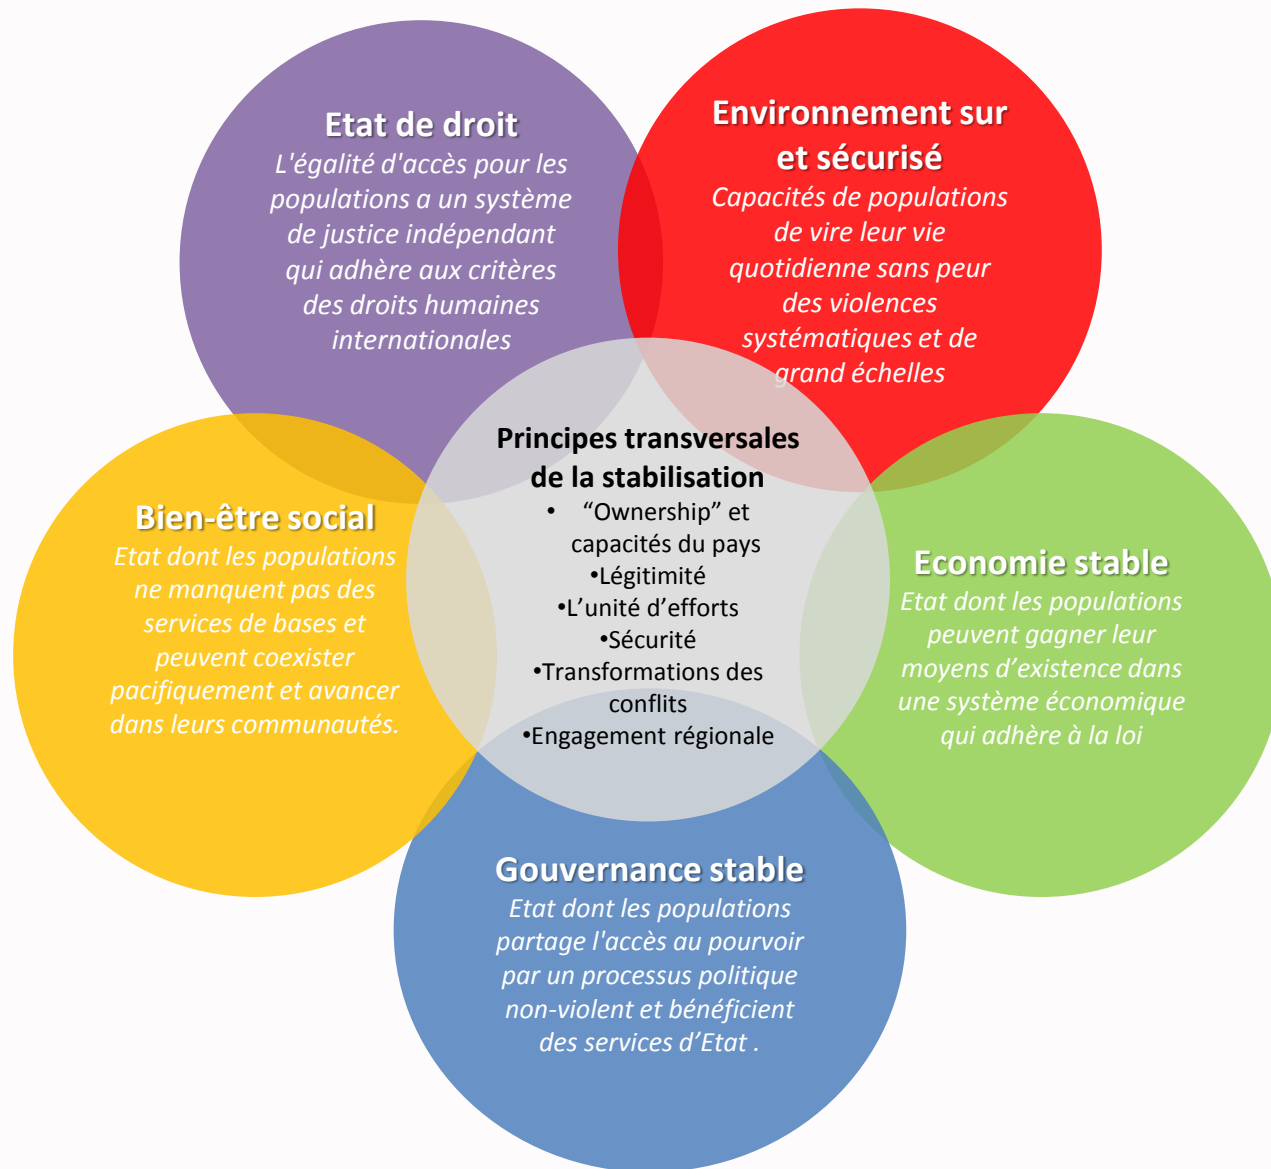 Etat de droit
L'égalité d'accès pour les
populations a un système
de justice indépendant
qui adhère aux critères
des droits humaines
internationales
Environnement sur
et sécurisé
Capacités de populations
de vire leur vie
quotidienne sans peur
des violences
systématiques et de
grand échelles
Principes transversales
de la stabilisation
• “Ownership” et
capacités du pays
•Légitimité
•L’unité d’efforts
•Sécurité
•Transformations des
conflits
•Engagement régionale
Bien-être social
Etat dont les populations
ne manquent pas des
services de bases et
peuvent coexister
pacifiquement et avancer
dans leurs communautés.
Economie stable
Etat dont les populations
peuvent gagner leur
moyens d’existence dans
une système économique
qui adhère à la loi
Gouvernance stable
Etat dont les populations
partage l'accès au pourvoir
par un processus politique
non-violent et bénéficient
des services d’Etat .